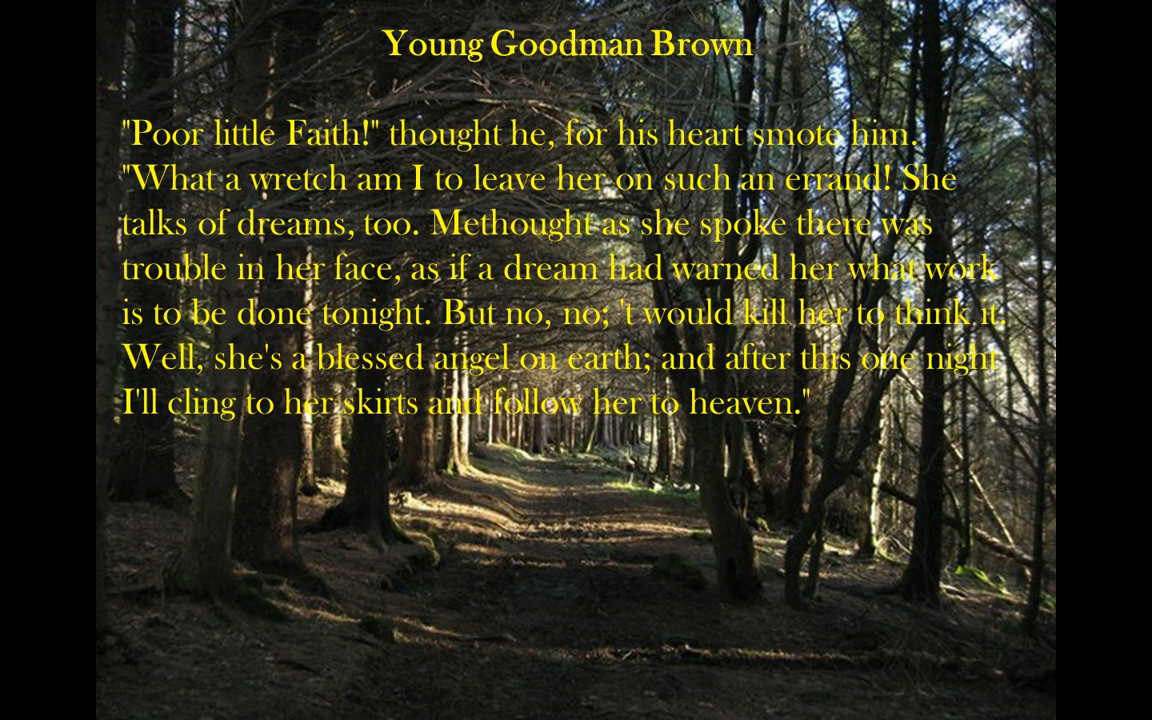 Young Goodman Brown
"Poor little Faith!" thought he, for his heart smote him.
"What a wretch am I to leave her on such an errand! She
talks of dreams, too. Methought as she spoke there was
trouble in her face, as if a dream had warned her what work
is to be done tonight. But no, no; 't would kill her to think it.
Well, she's a blessed angel on earth; and after this one night
I'll cling to her skirts and follow her to heaven."